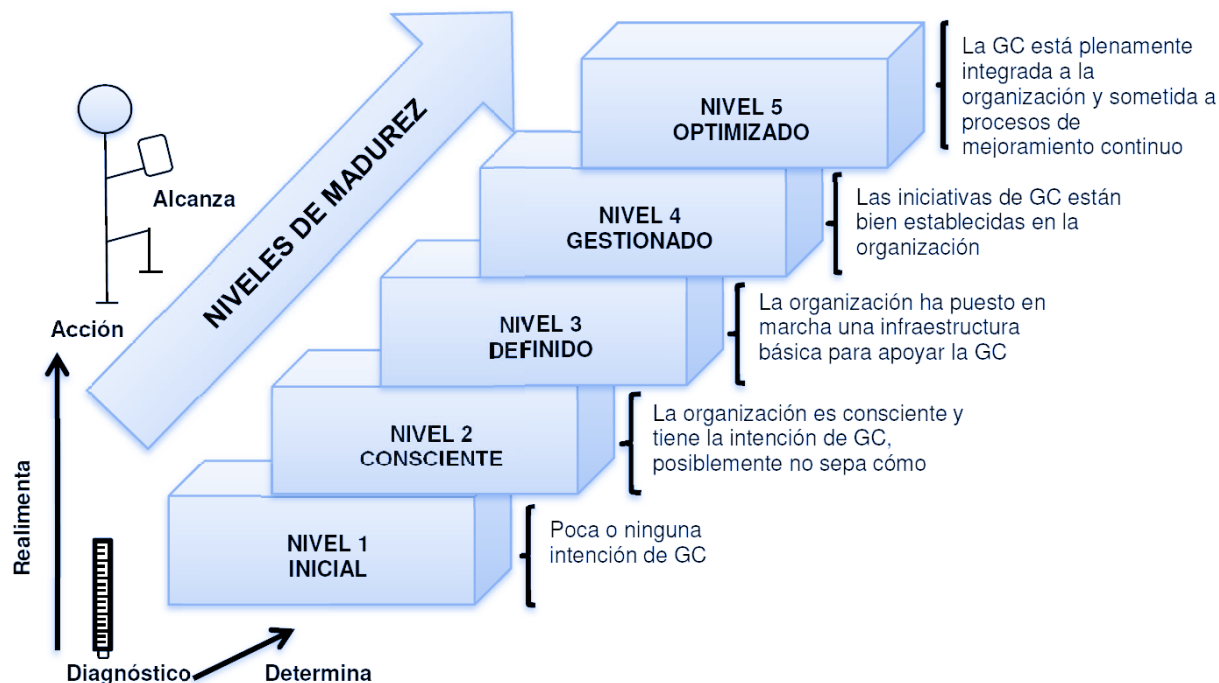 NIVELES DE MADUREZ
NIVEL 5
OPTIMIZADO
La GC está plenamente
integrada a la
organización y sometida a
procesos de
mejoramiento continuo
NIVEL 4
GESTIONADO
Las iniciativas de GC están
bien establecidas en la
organización
NIVEL 3
DEFINIDO
La organización ha puesto en
marcha una infraestructura
básica para apoyar la GC
NIVEL 2
CONSCIENTE
La organización es consciente y
tiene la intención de GC,
posiblemente no sepa cómo
NIVEL 1
INICIAL
Poca o ninguna
intención de GC
Alcanza
Acción
Realimenta
Diagnóstico
Determina